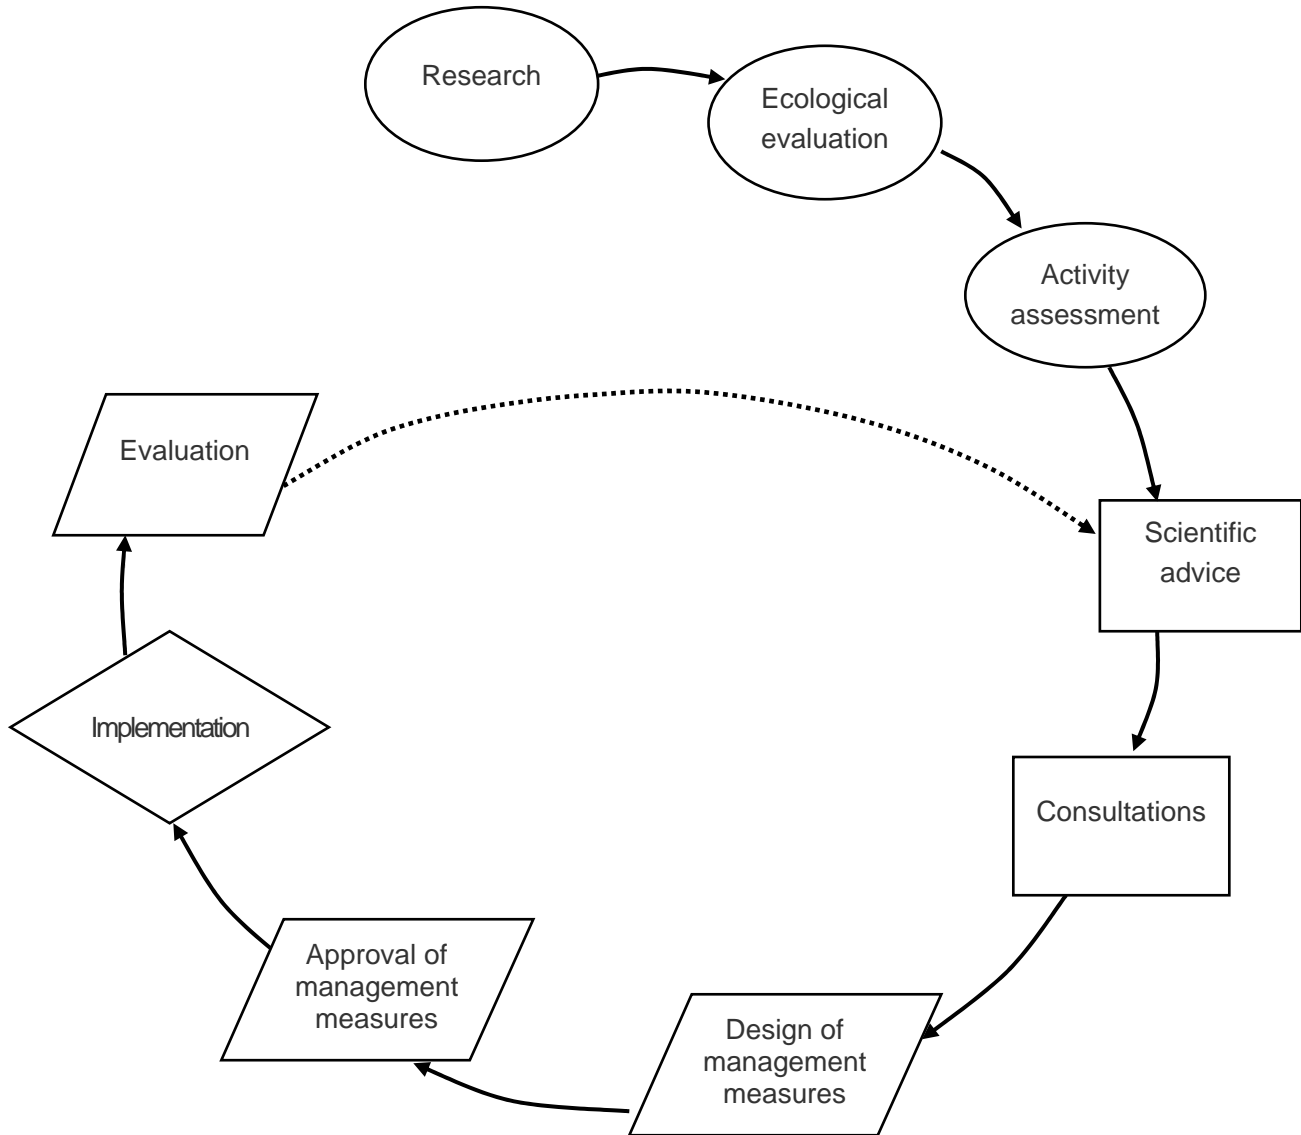 Research
Ecological
evaluation
Activity
assessment
Scientific
advice
Consultations
Design of
management
measures
Approval of
management
measures
Implementation
Evaluation